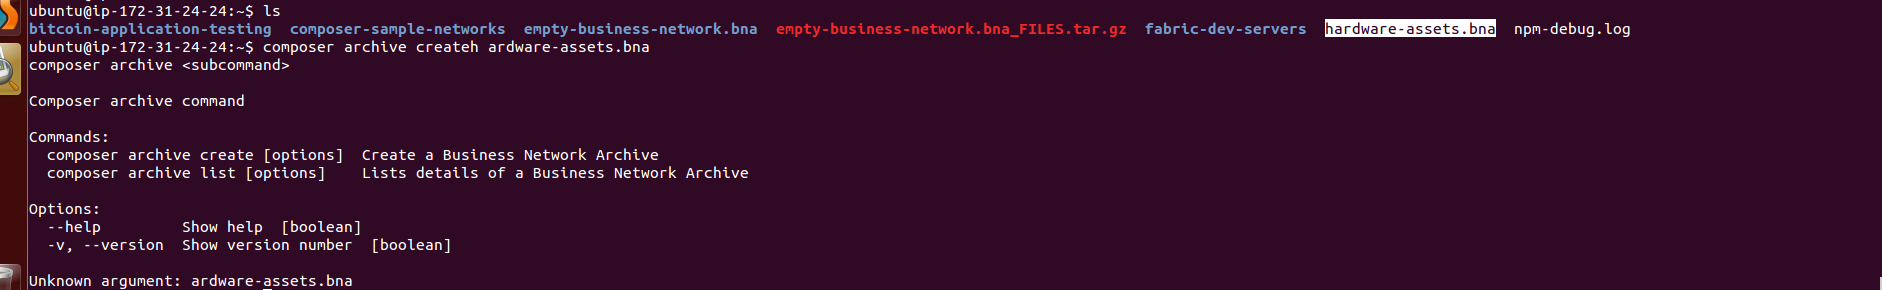 ubuntu@ip-172-31-24-24:~$ ls
bitcoin-application-testing  composer-sample-networks  empty-business-network.bna  empty-business-network.bna_FILES.tar.gz  fabric-dev-servers  hardware-assets.bna  npm-debug.log
ubuntu@ip-172-31-24-24:~$ composer archive createh ardware-assets.bna
composer archive <subcommand>

Composer archive command

Commands:
  composer archive create [options]  Create a Business Network Archive
  composer archive list [options]    Lists details of a Business Network Archive

Options:
  --help         Show help  [boolean]
  -v, --version  Show version number  [boolean]

Unknown argument: ardware-assets.bna